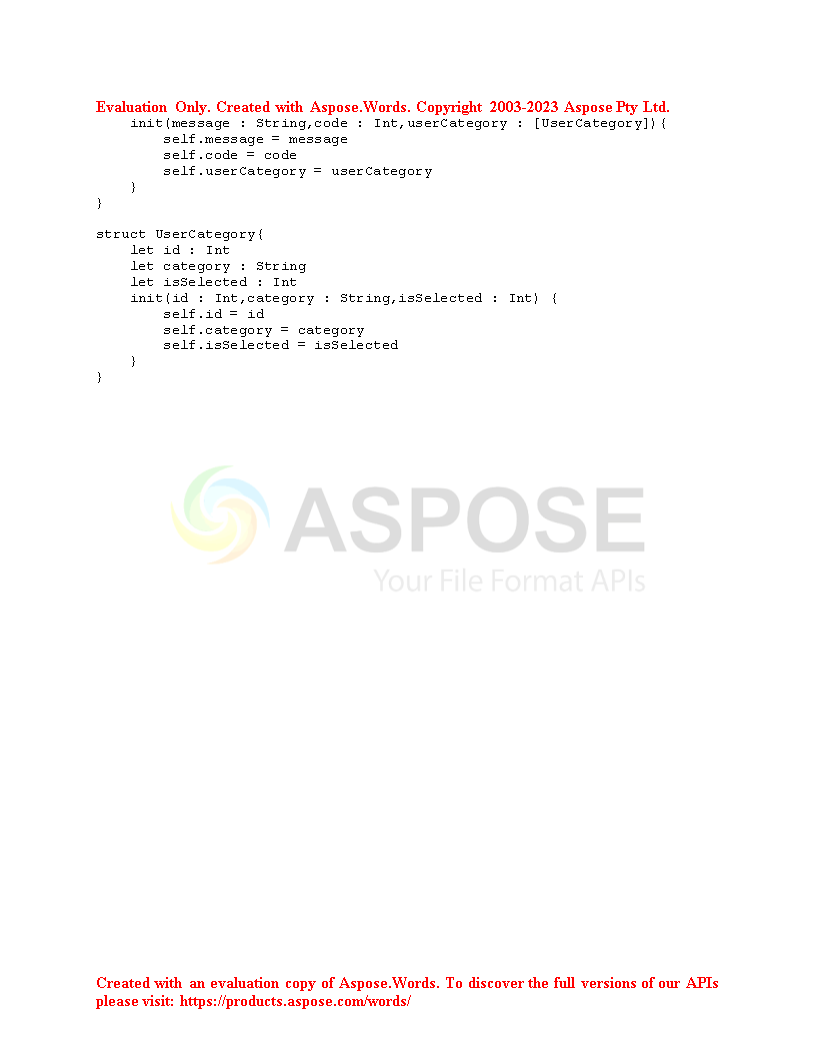 Evaluation Only. Created with Aspose.Words. Copyright 2003-2023 Aspose Pty Ltd.
    init(message : String,code : Int,userCategory : [UserCategory]){
        self.message = message
        self.code = code
        self.userCategory = userCategory
    }
}

struct UserCategory{
    let id : Int
    let category : String
    let isSelected : Int
    init(id : Int,category : String,isSelected : Int) {
        self.id = id
        self.category = category
        self.isSelected = isSelected
    }
}
ASPOSE
Your File Format APIs
Created with an evaluation copy of Aspose.Words. To discover the full versions of our APIs
please visit: https://products.aspose.com/words/